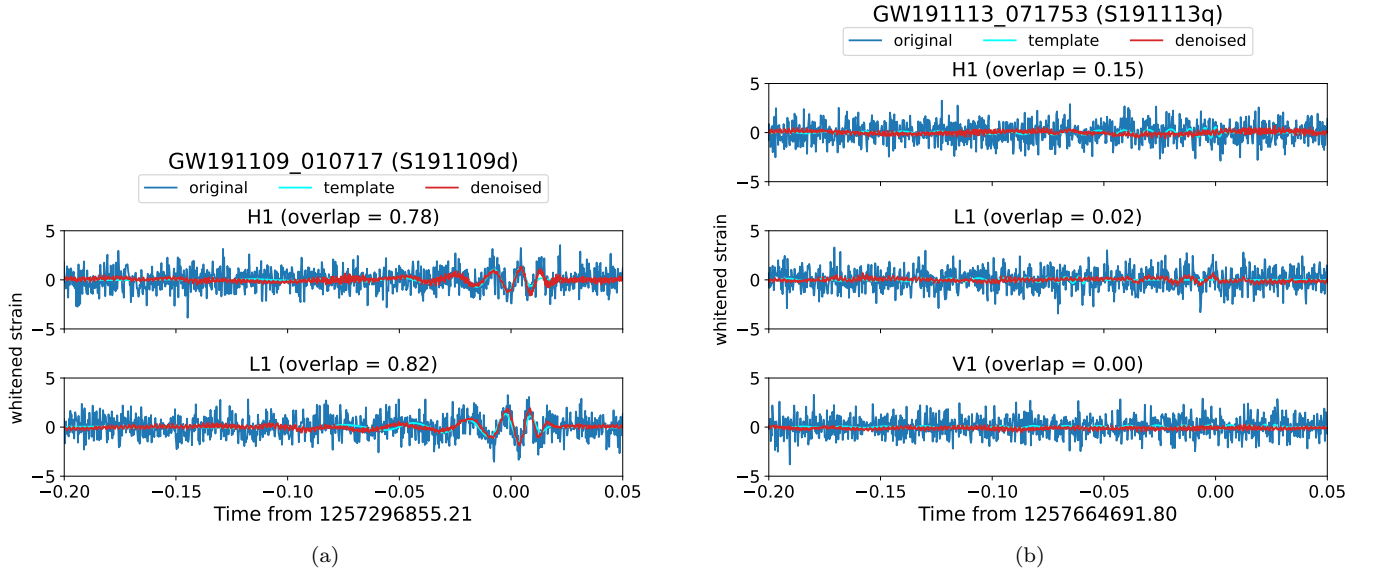 GW191109_010717 (S191109d)
original template denoised
H1 (overlap = 0.78)
5
0
−5
L1 (overlap = 0.82)
5
0
−5
whitened strain
−0.20 −0.15 −0.10 −0.05 0.00 0.05
Time from 1257296855.21
(a)
GW191113_071753 (S191113q)
original template denoised
H1 (overlap = 0.15)
5
0
−5
L1 (overlap = 0.02)
5
0
−5
whitened strain
V1 (overlap = 0.00)
5
0
−5
−0.20 −0.15 −0.10 −0.05 0.00 0.05
Time from 1257664691.80
(b)